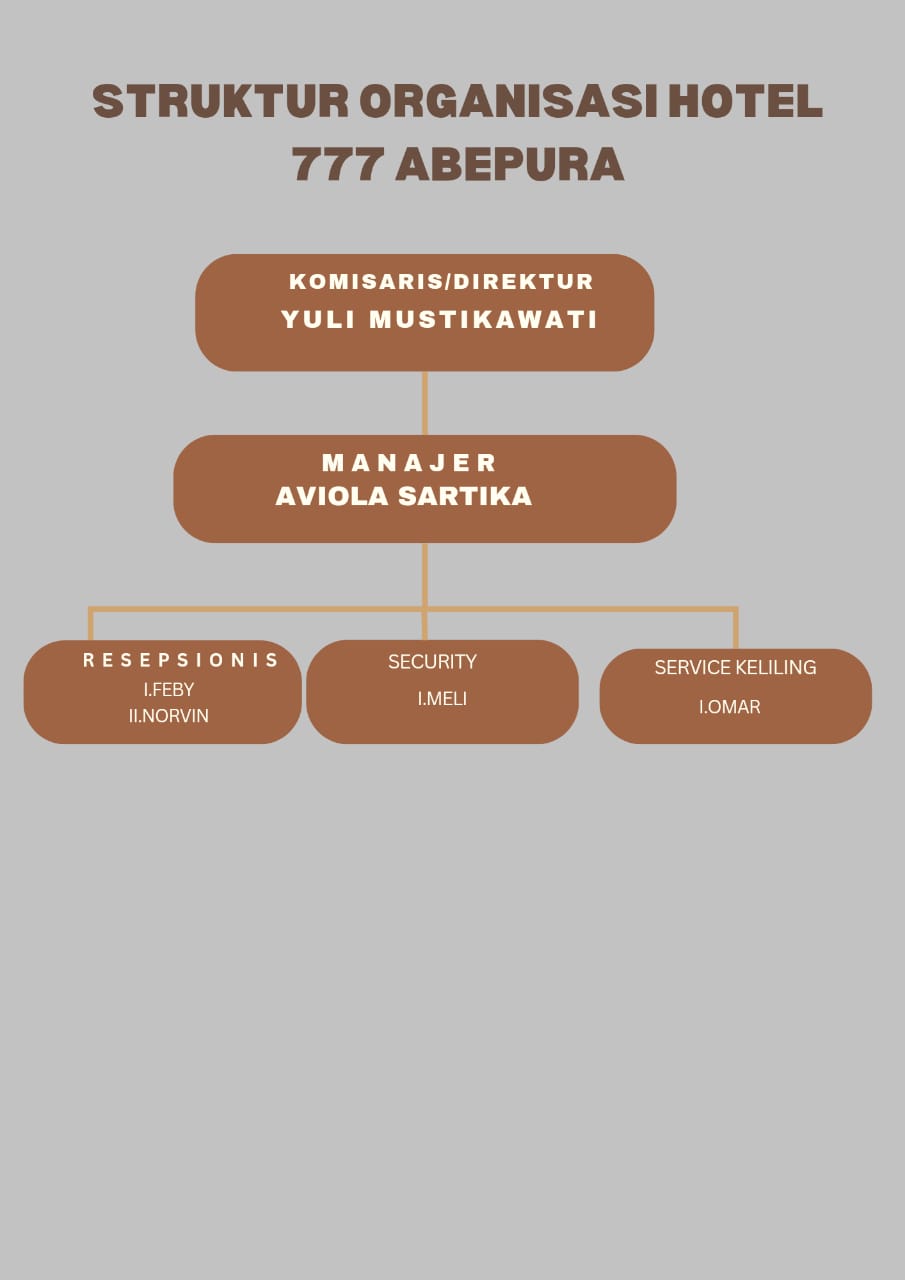 STRUKTUR ORGANISASI HOTEL
777 ABEPURA
KOMISARIS/DIREKTUR
YULI MUSTIKAWATI
MANAJER
AVIOLA SARTIKA
RESEPSIONIS
I.FEBY
II.NORVIN
SECURITY
I.MELI
SERVICE KELILING
I.OMAR